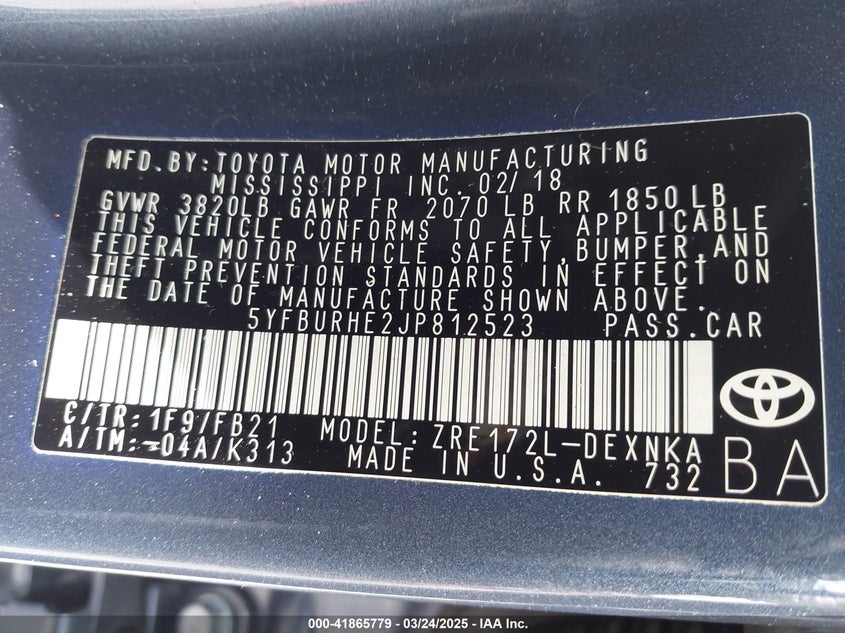 MFD.BY:TOYOTA MOTOR MANUFACTURING
MISSISSIPPI INC. 02/18
GVWR 3820LB GAWR FR 2070 LB RR 1850LB
THIS VEHICLE CONFORMS TO ALL APPLICABLE
FEDERAL MOTOR VEHICLE SAFETY,BUMPER,AND
THEFT PREVENTION STANDARDS IN EFFECT ON
THE DATE OF MANUFACTURE SHOWN ABOVE.
5YFBURHE2JP812523 PASS.CAR
C/TR:1F9/FB21 MODEL:ZRE172L-DEXNKA
A/TM:-04A/K313 MADE IN U.S.A. 732
BA
000-41865779 - 03/24/2025 - IAA Inc.